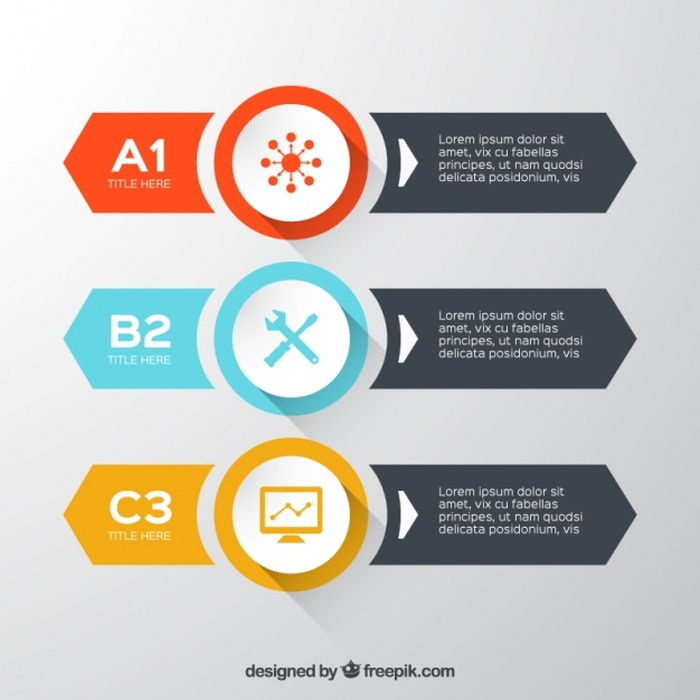 A1
TITLE HERE
Lorem ipsum dolor sit
amet, vix cu fabellas
principes, ut nam quodsi
delicata posidonium, vis
B2
TITLE HERE
Lorem ipsum dolor sit
amet, vix cu fabellas
principes, ut nam quodsi
delicata posidonium, vis
C3
TITLE HERE
Lorem ipsum dolor sit
amet, vix cu fabellas
principes, ut nam quodsi
delicata posidonium, vis
designed by freepik.com